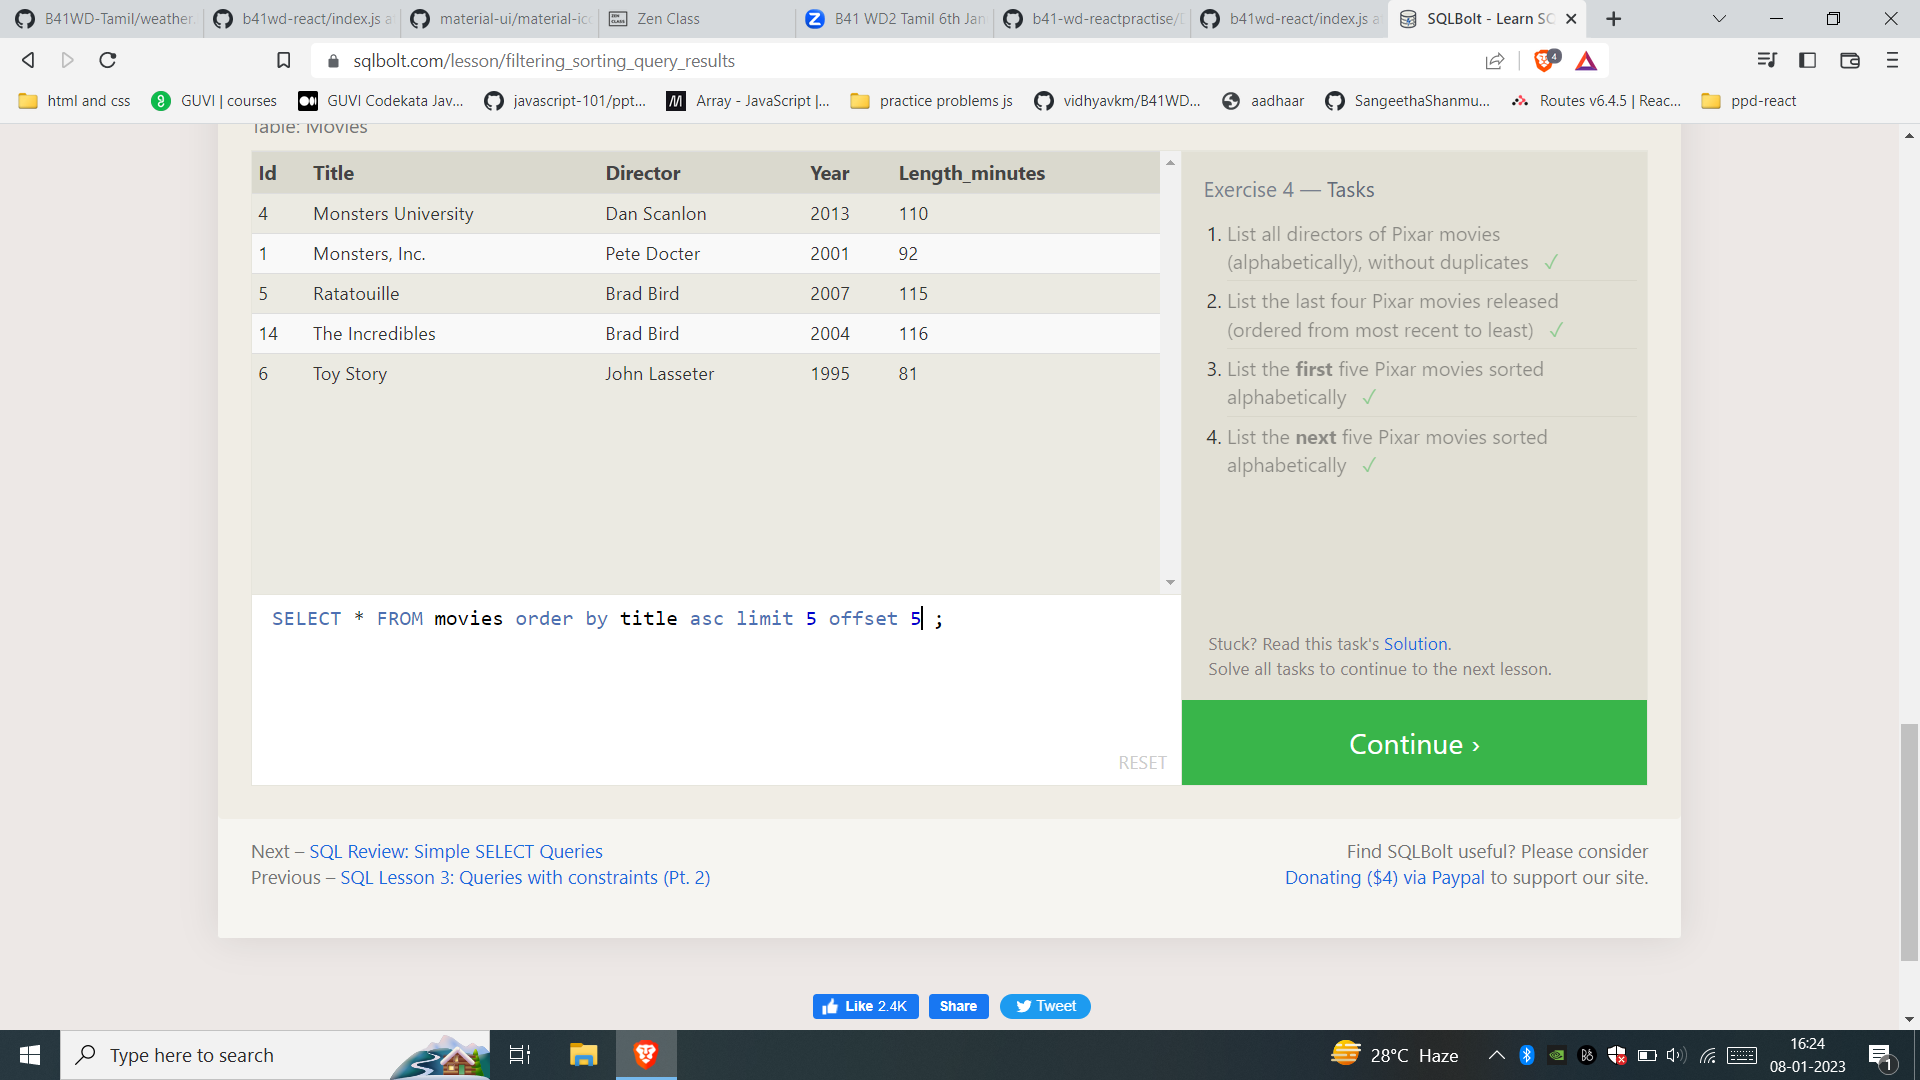 B41WD-Tamil/weather.
b41wd-react/index.js a
material-ui/material-ic
Zen Class
B41 WD2 Tamil 6th Jan
b41-wd-reactpractise/
b41wd-react/index.js a
SQLBolt - Learn SQ
sqlbolt.com/lesson/filtering_sorting_query_results
4
html and css
GUVI | courses
GUVI Codekata Jav...
javascript-101/ppt...
Array - JavaScript |...
practice problems js
vidhyavkm/B41WD...
aadhaar
SangeethaShanmu...
Routes v6.4.5 | Reac...
ppd-react
Table: Movies
Id Title Director Year Length_minutes
4 Monsters University Dan Scanlon 2013 110
1 Monsters, Inc. Pete Docter 2001 92
5 Ratatouille Brad Bird 2007 115
14 The Incredibles Brad Bird 2004 116
6 Toy Story John Lasseter 1995 81
SELECT * FROM movies order by title asc limit 5 offset 5 ;
RESET
Exercise 4 — Tasks
1. List all directors of Pixar movies
(alphabetically), without duplicates ✓
2. List the last four Pixar movies released
(ordered from most recent to least) ✓
3. List the first five Pixar movies sorted
alphabetically ✓
4. List the next five Pixar movies sorted
alphabetically ✓
Stuck? Read this task's Solution.
Solve all tasks to continue to the next lesson.
Continue ›
Next – SQL Review: Simple SELECT Queries
Previous – SQL Lesson 3: Queries with constraints (Pt. 2)
Find SQLBolt useful? Please consider
Donating ($4) via Paypal to support our site.
Like 2.4K
Share
Tweet
Type here to search
28°C Haze
16:24
08-01-2023
1